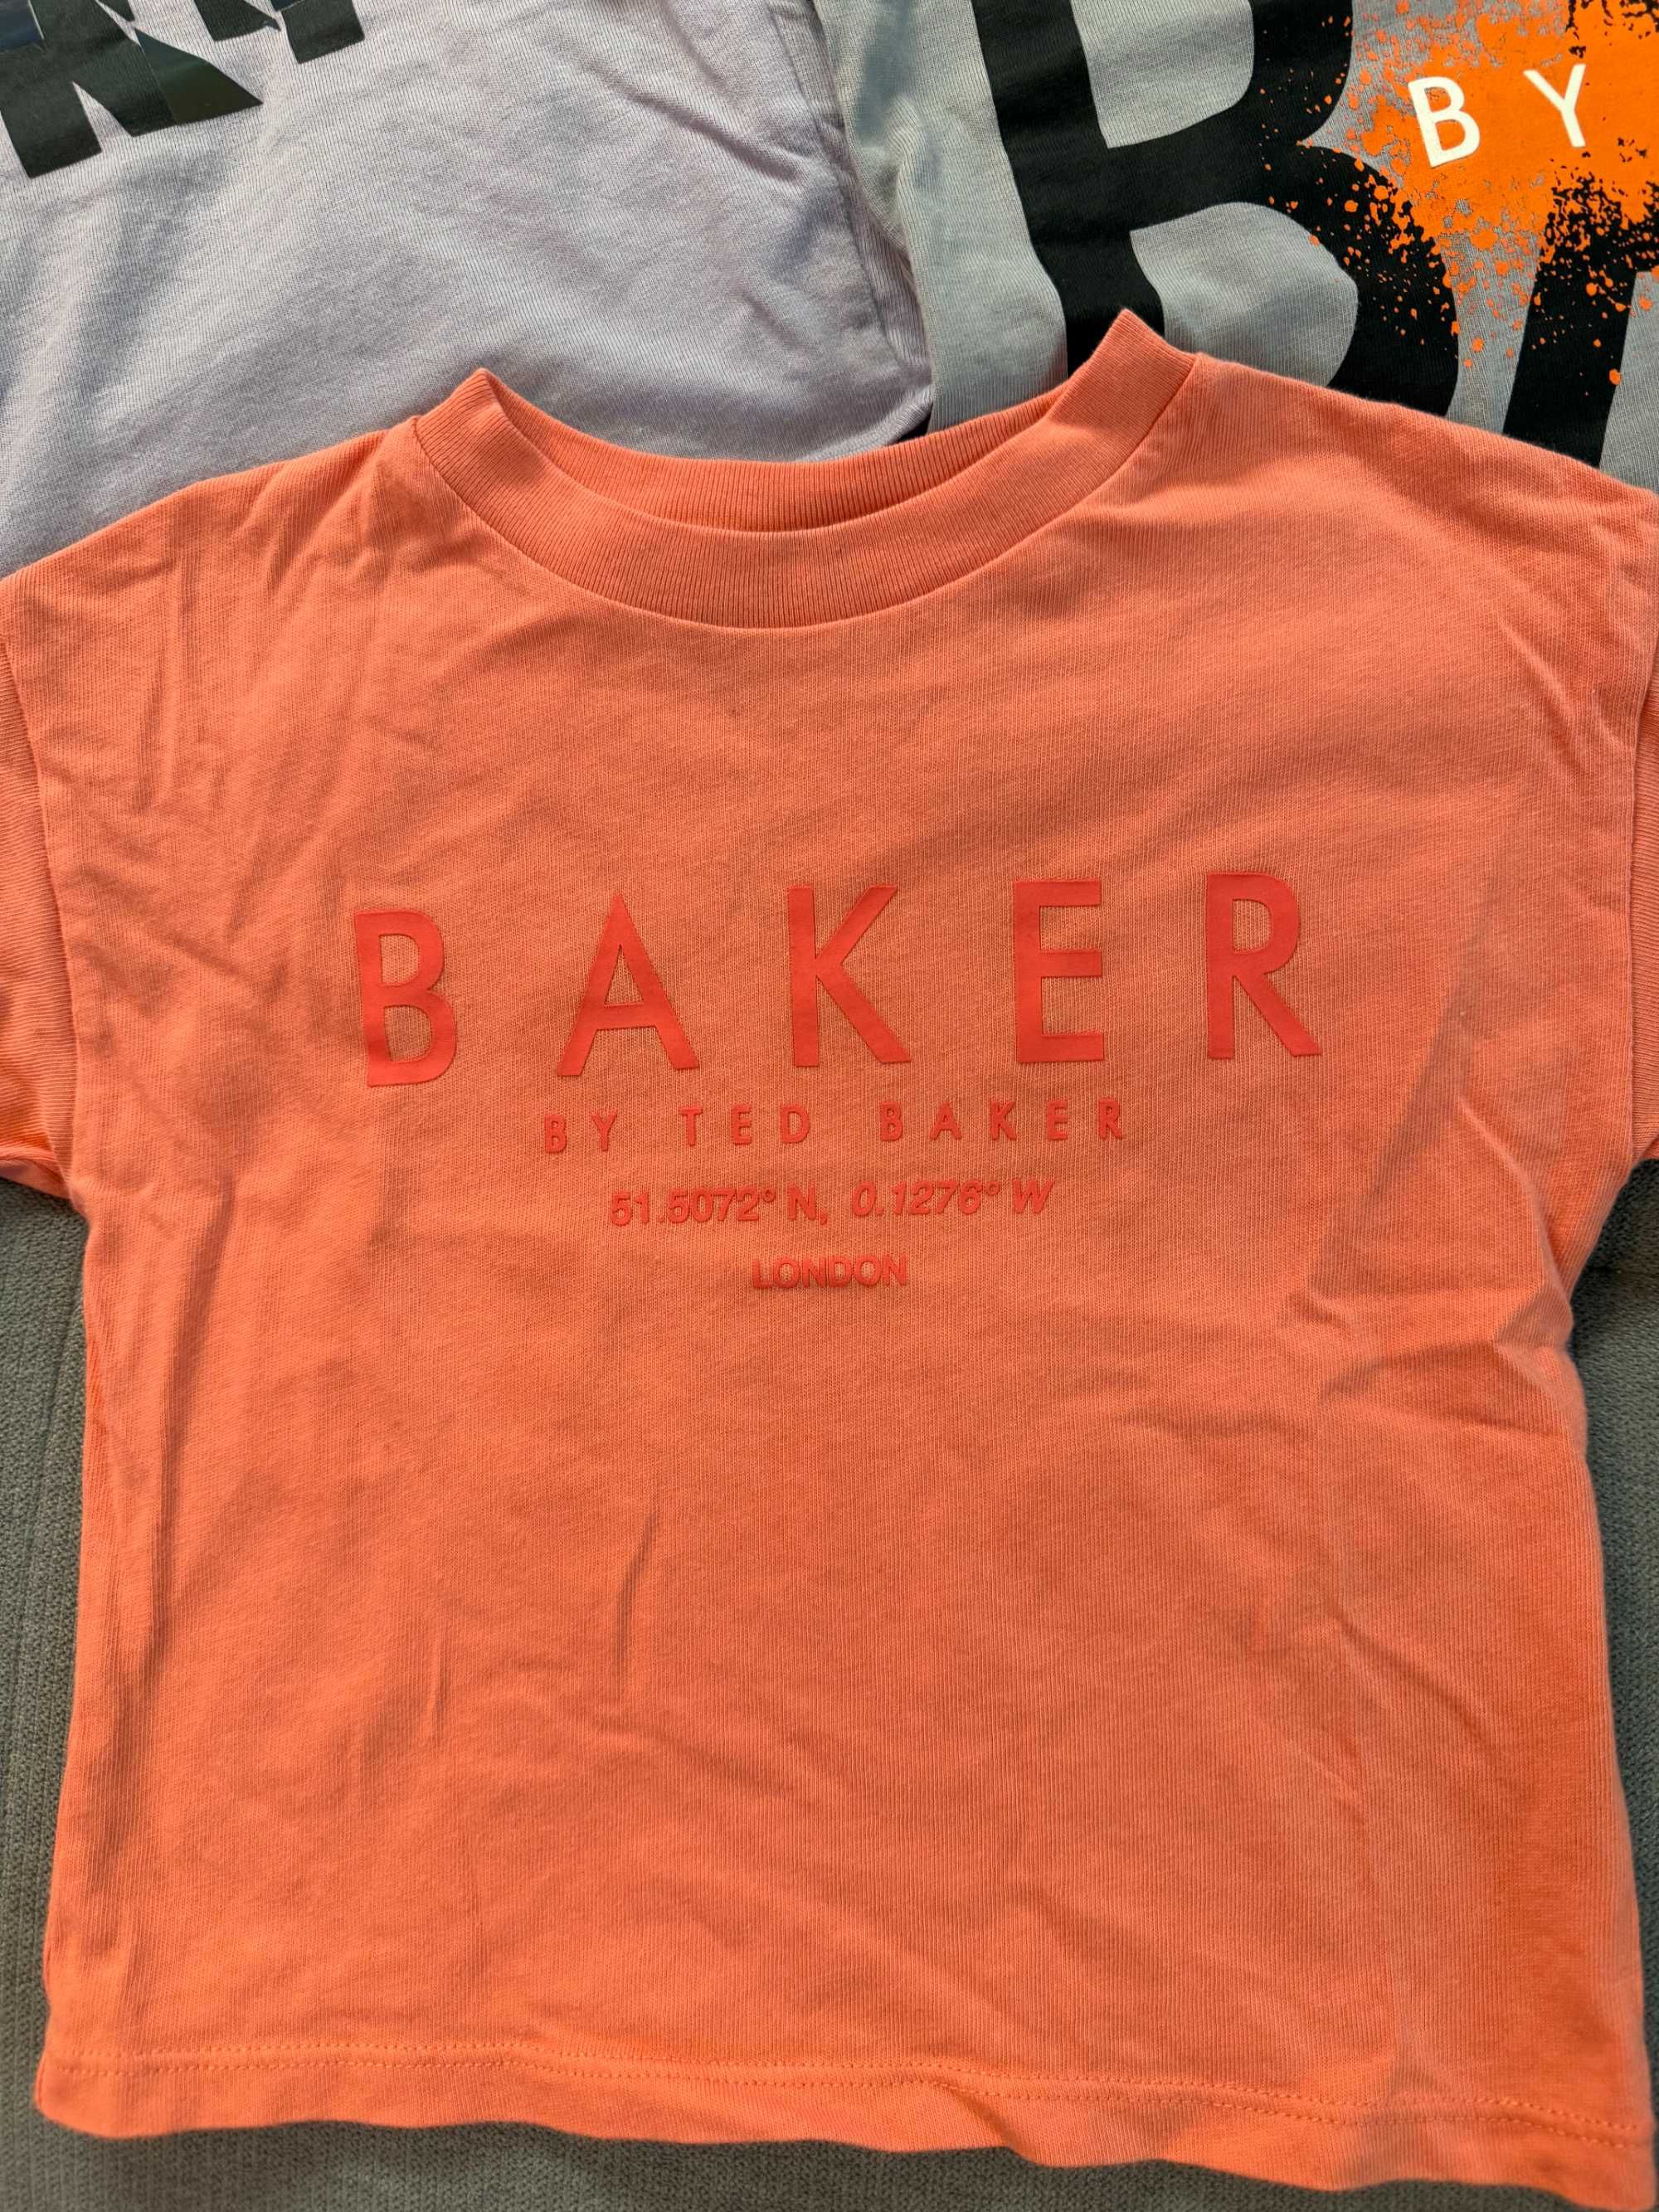 BY
BAKER
BY TED BAKER
51.5072° N, 0.1276° W
LONDON